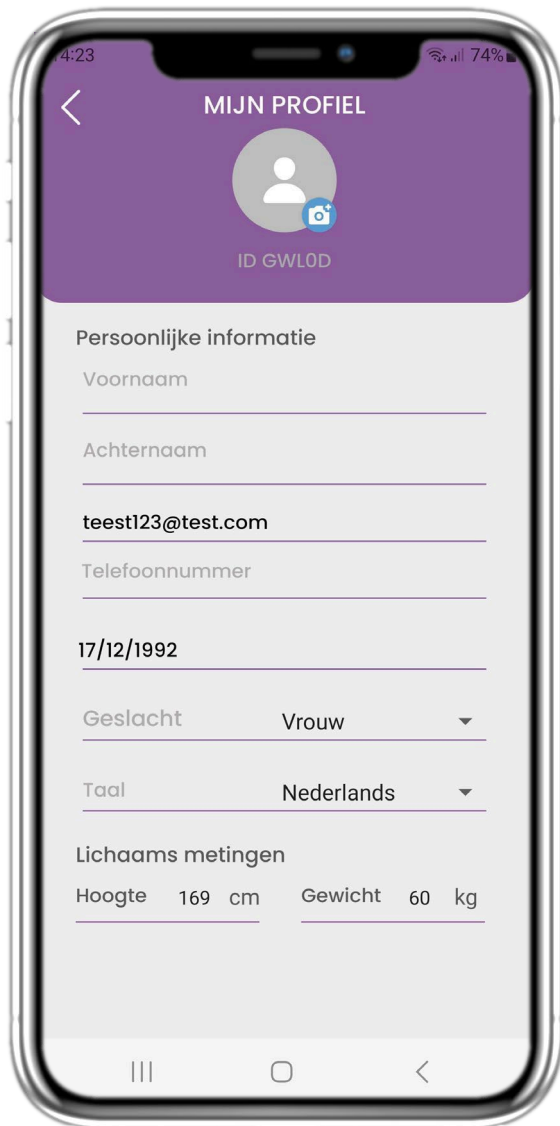 14:23 74%
MIJN PROFIEL
ID GWL0D
Persoonlijke informatie
Voornaam
Achternaam
teest123@test.com
Telefoonnummer
17/12/1992
Geslacht Vrouw
Taal Nederlands
Lichaams metingen
Hoogte 169 cm Gewicht 60 kg